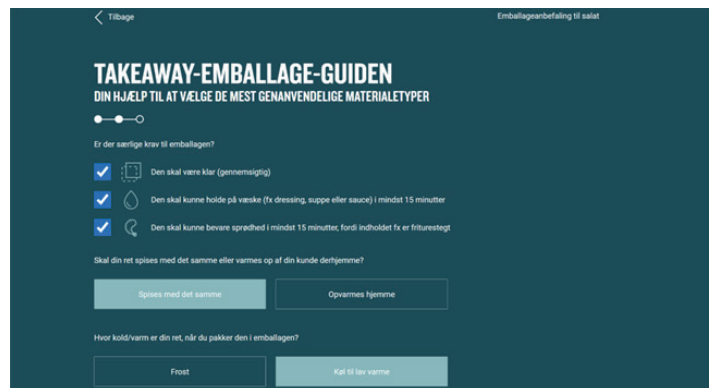 Tilbage
Emballageanbefaling til salat
TAKEAWAY-EMBALLAGE-GUIDEN
DIN HJÆLP TIL AT VÆLGE DE MEST GENANVENDELIGE MATERIALETYPER
Er der særlige krav til emballagen?
Den skal være klar (gennemsigtig)
Den skal kunne holde på væske (fx dressing, suppe eller sauce) i mindst 15 minutter
Den skal kunne bevare sprødhed i mindst 15 minutter, fordi indholdet fx er friturestegt
Skal din ret spises med det samme eller varmes op af din kunde derhjemme?
Spises med det samme
Opvarmes hjemme
Hvor kold/varm er din ret, når du pakker den i emballagen?
Frost
Køl til lav varme